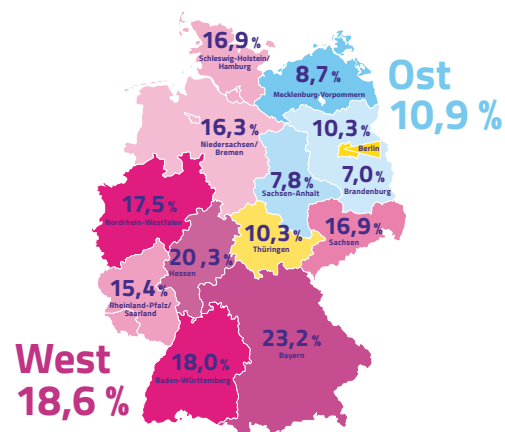 16,9 %
Schleswig-Holstein/
Hamburg
8,7 %
Mecklenburg-Vorpommern
Ost
10,9 %
16,3 %
Niedersachsen/
Bremen
10,3 %
Berlin
7,8 %
Sachsen-Anhalt
7,0 %
Brandenburg
17,5 %
Nordrhein-Westfalen
10,3 %
Thüringen
16,9 %
Sachsen
20,3 %
Hessen
15,4 %
Rheinland-Pfalz/
Saarland
23,2 %
Bayern
18,0 %
Baden-Württemberg
West
18,6 %